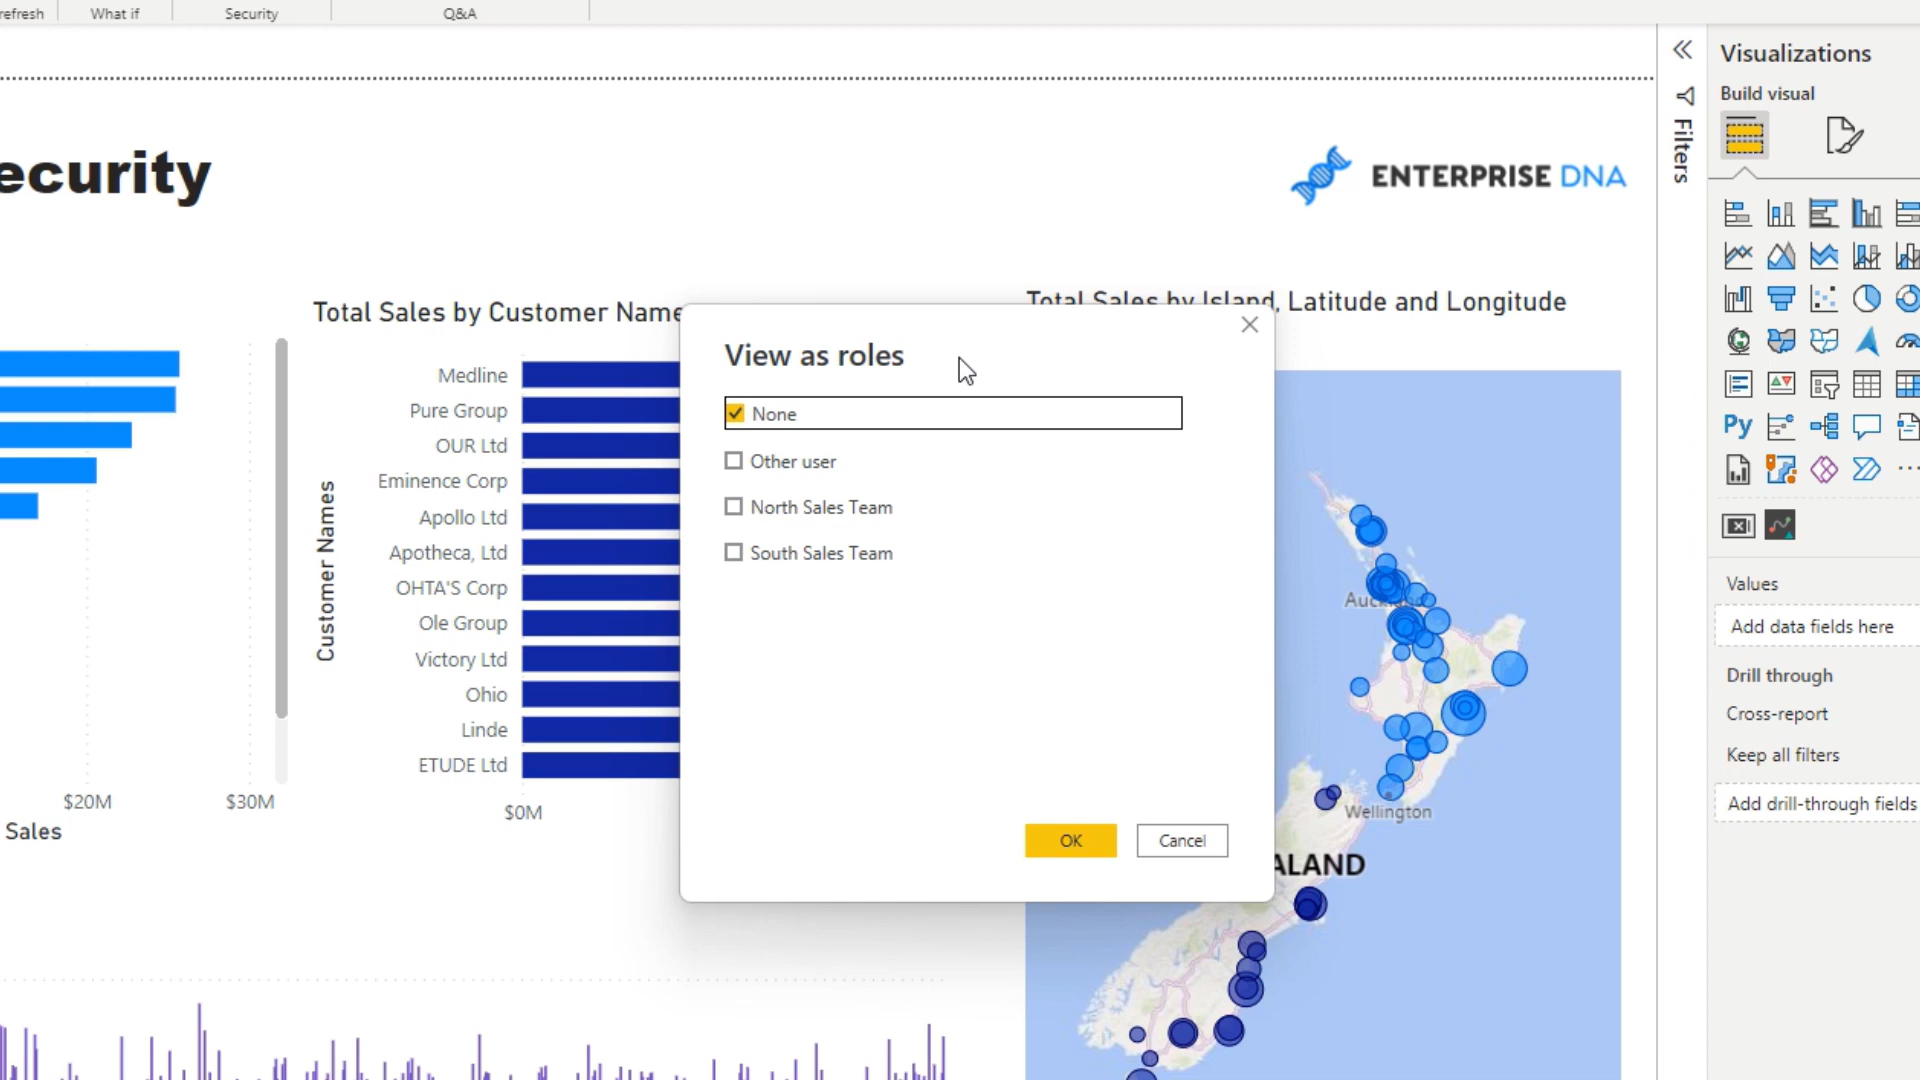 refresh
What if
Security
Q&A
Visualizations
Build visual
Filters
ecurity
ENTERPRISE DNA
Total Sales by Customer Name
Total Sales by Island, Latitude and Longitude
View as roles
None
Other user
North Sales Team
South Sales Team
OK
Cancel
Customer Names
Medline
Pure Group
OUR Ltd
Eminence Corp
Apollo Ltd
Apotheca, Ltd
OHTA'S Corp
Ole Group
Victory Ltd
Ohio
Linde
ETUDE Ltd
$0M
$20M
$30M
Sales
Auckland
Wellington
ALAND
Py
Values
Add data fields here
Drill through
Cross-report
Keep all filters
Add drill-through fields